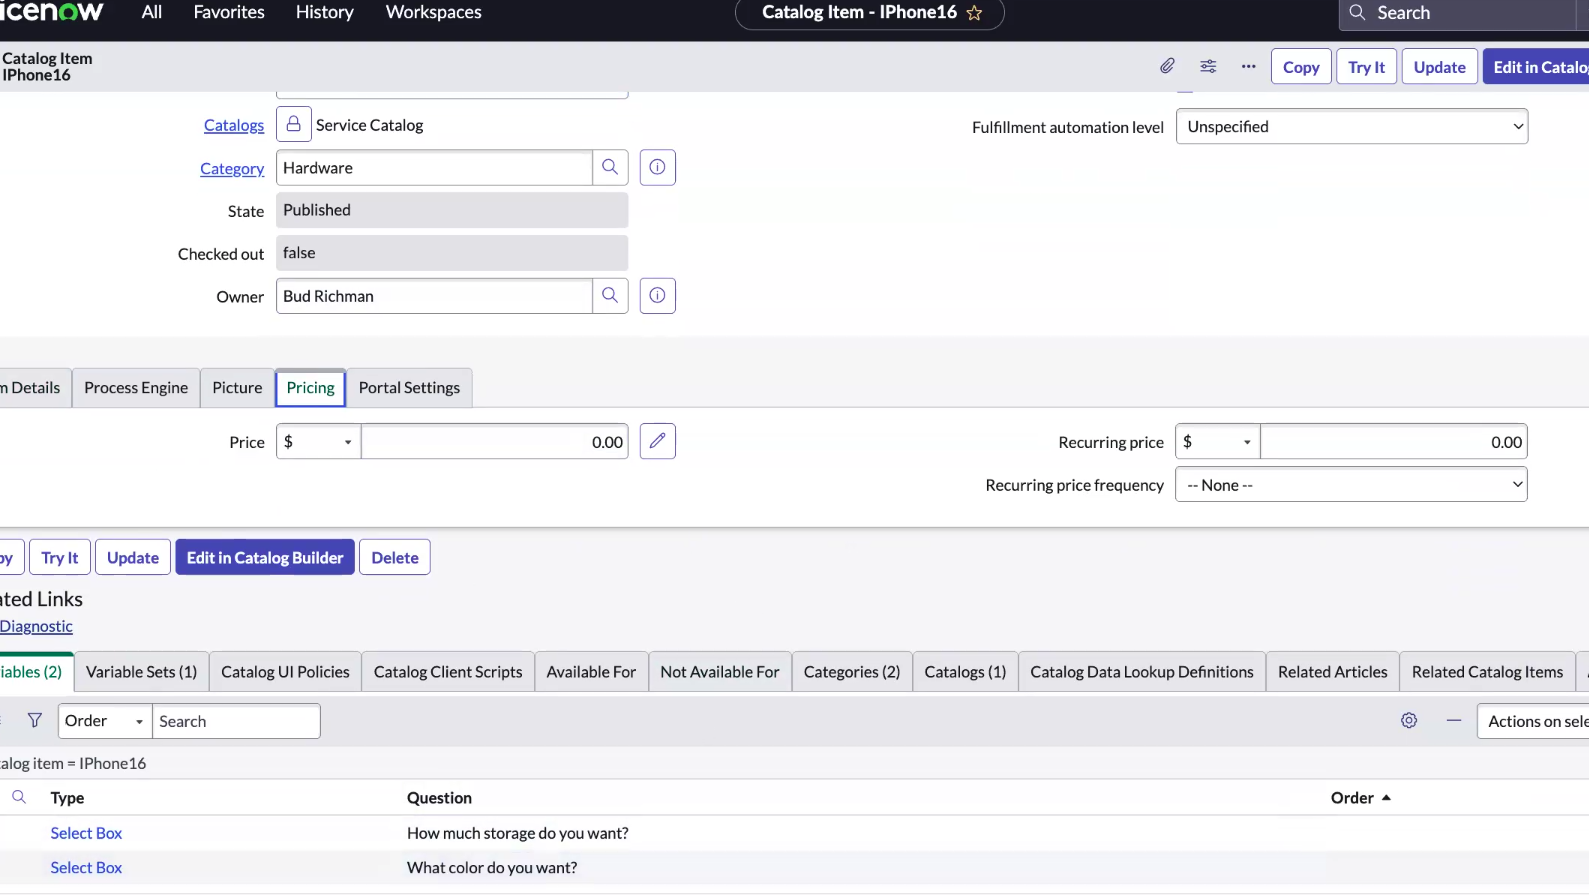 icenow All Favorites History Workspaces Catalog Item - IPhone16 Search
Catalog Item
IPhone16
Copy Try It Update Edit in Catalo
Catalogs Service Catalog Fulfillment automation level Unspecified
Category Hardware
State Published
Checked out false
Owner Bud Richman
m Details Process Engine Picture Pricing Portal Settings
Price $ 0.00 Recurring price $ 0.00
Recurring price frequency -- None --
py Try It Update Edit in Catalog Builder Delete
ated Links
Diagnostic
iables (2) Variable Sets (1) Catalog UI Policies Catalog Client Scripts Available For Not Available For Categories (2) Catalogs (1) Catalog Data Lookup Definitions Related Articles Related Catalog Items
Order Search Actions on sele
talog item = IPhone16
Type Question Order
Select Box How much storage do you want?
Select Box What color do you want?